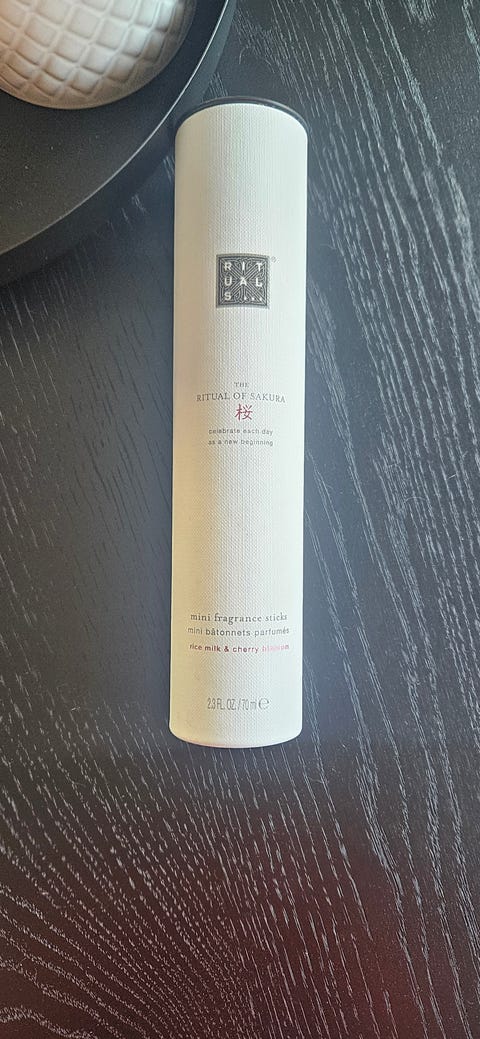 RIT
UAL
S...
®
THE
RITUAL OF SAKURA
桜
celebrate each day
as a new beginning
mini fragrance sticks
mini bâtonnets parfumés
rice milk & cherry blossom
2.3 FL. OZ. / 70 ml ℮